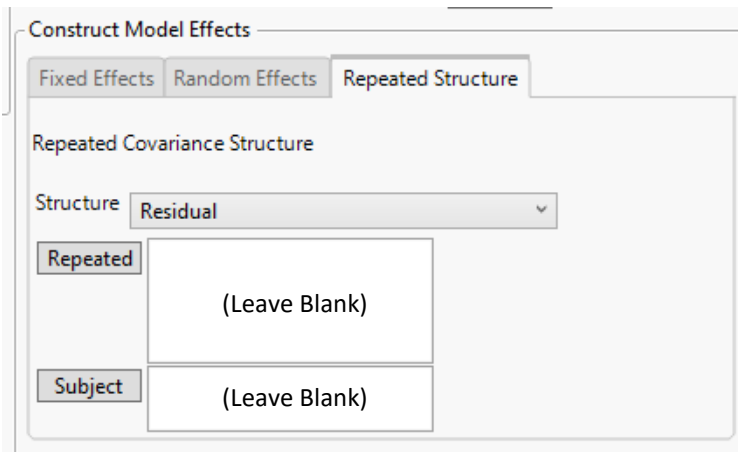 Construct Model Effects
Fixed Effects Random Effects Repeated Structure
Repeated Covariance Structure
Structure Residual
Repeated
(Leave Blank)
Subject
(Leave Blank)